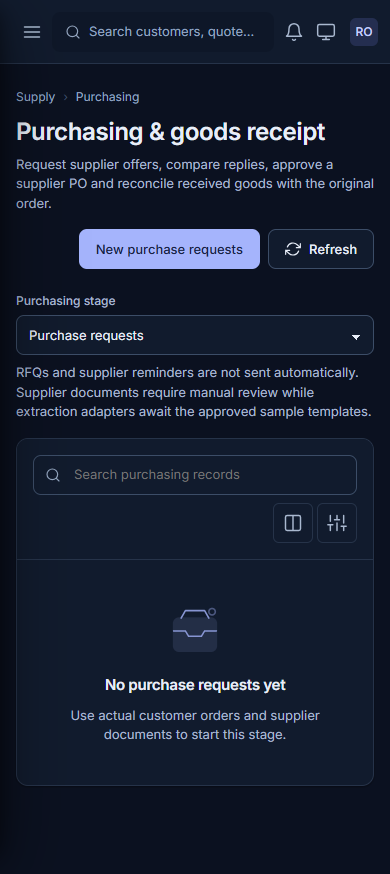 Search customers, quote...
RO
Supply › Purchasing
Purchasing & goods receipt
Request supplier offers, compare replies, approve a
supplier PO and reconcile received goods with the original
order.
New purchase requests
Refresh
Purchasing stage
Purchase requests
RFQs and supplier reminders are not sent automatically.
Supplier documents require manual review while
extraction adapters await the approved sample templates.
Search purchasing records
No purchase requests yet
Use actual customer orders and supplier
documents to start this stage.